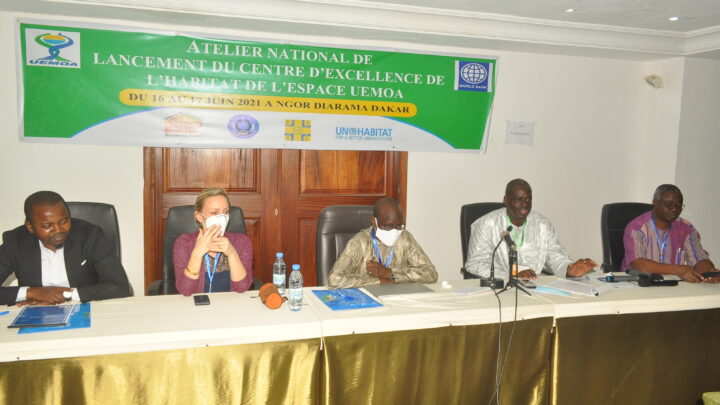 UEMOA
ATELIER NATIONAL DE
LANCEMENT DU CENTRE D'EXCELLENCE DE
L'HABITAT DE L'ESPACE UEMOA
WORLD BANK
DU 16 AU 17 JUIN 2021 A NGOR DIARAMA DAKAR
UN HABITAT
FOR A BETTER URBAN FUTURE